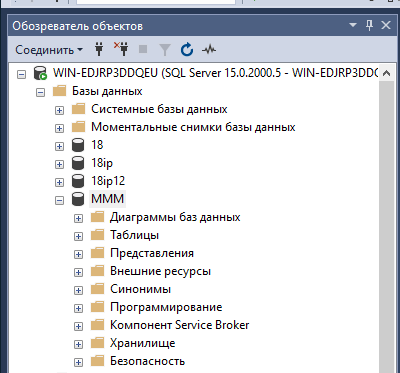 Обозреватель объектов
Соединить
WIN-EDJRP3DDQEU (SQL Server 15.0.2000.5 - WIN-EDJRP3DDQ
Базы данных
Системные базы данных
Моментальные снимки базы данных
18
18ip
18ip12
MMM
Диаграммы баз данных
Таблицы
Представления
Внешние ресурсы
Синонимы
Программирование
Компонент Service Broker
Хранилище
Безопасность